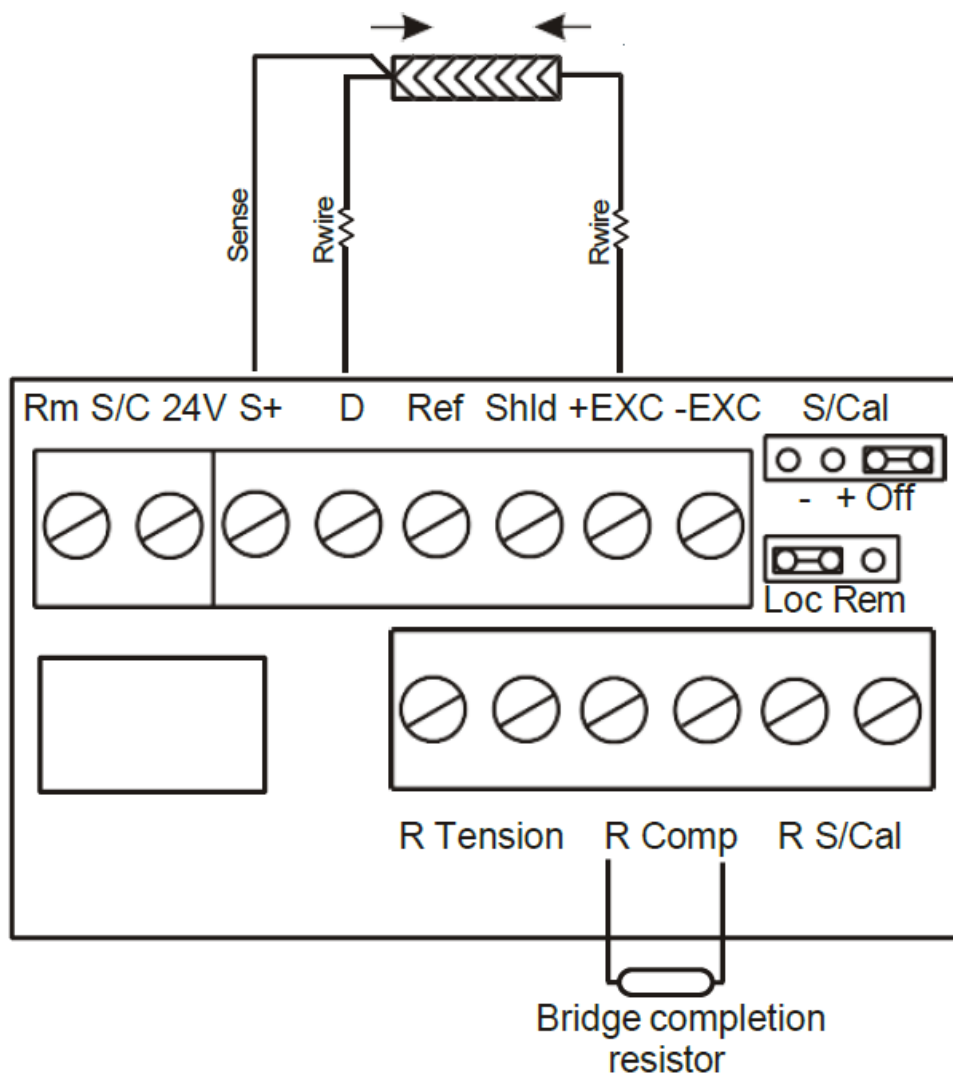 Sense
Rwire
Rwire
Rm S/C 24V S+ D Ref Shld +EXC -EXC S/Cal
- + Off
Loc Rem
R Tension R Comp R S/Cal
Bridge completion
resistor